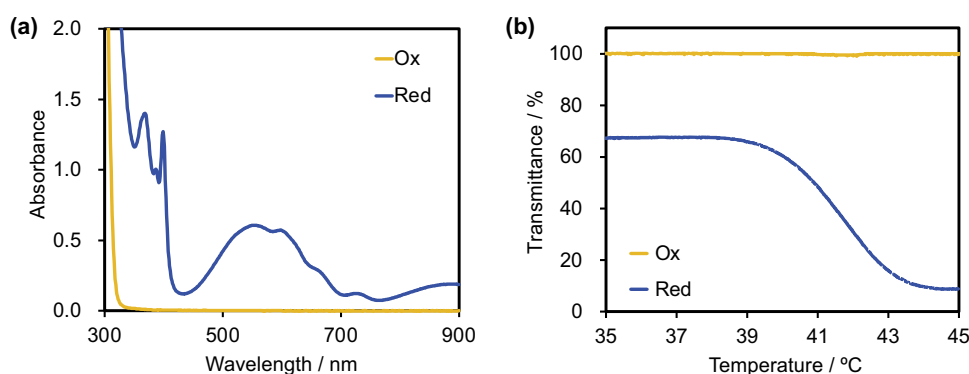 (a)
2.0
1.5
1.0
0.5
0.0
Absorbance
Ox
Red
300
500
700
900
Wavelength / nm
(b)
100
80
60
40
20
0
Transmittance / %
Ox
Red
35
37
39
41
43
45
Temperature / ºC